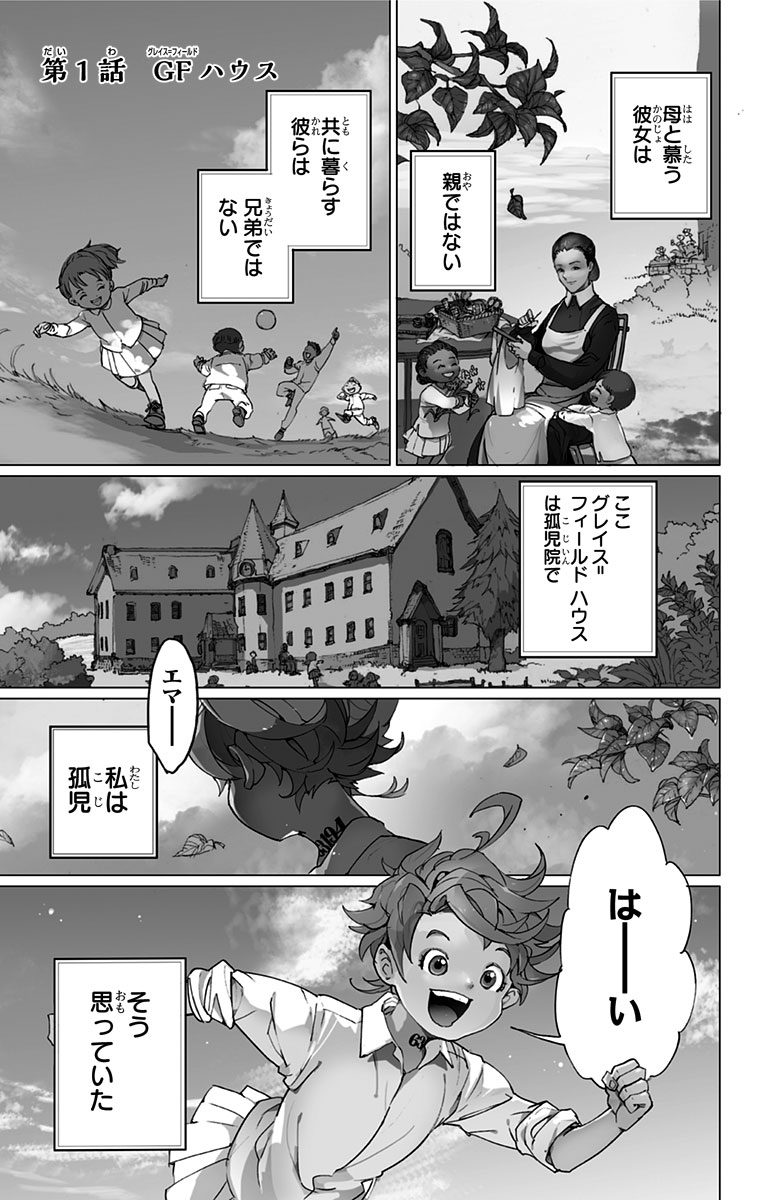 第1話 GFハウス
母と慕う
彼女は
親ではない
共に暮らす
彼らは
兄弟では
ない
ここ
グレイス=
フィールド ハウス
は孤児院で
エマー
私は
孤児
はーい
そう
思っていた